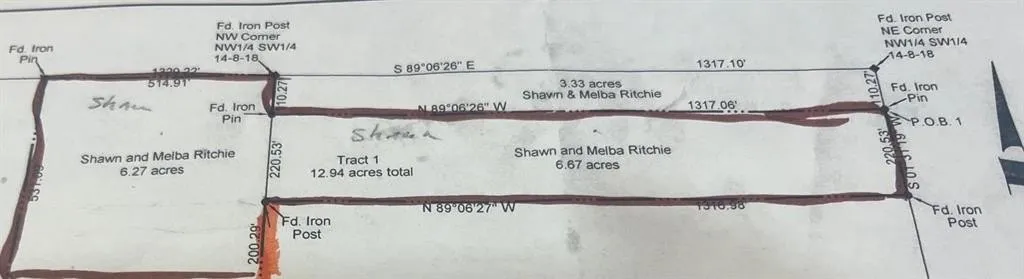 Fd. Iron
Pin
Fd. Iron Post
NW Corner
NW1/4 SW1/4
14-8-18
Fd. Iron Post
NE Corner
NW1/4 SW1/4
14-8-18
514.91'
S 89°06'26" E
1317.10'
110.27'
3.33 acres
Shawn & Melba Ritchie
110.27'
Fd. Iron
Pin
Shawn
Fd. Iron
Pin
N 89°06'26" W
1317.06'
P.O.B. 1
Shawn and Melba Ritchie
6.27 acres
220.53'
Tract 1
12.94 acres total
Shawn and Melba Ritchie
6.67 acres
220.53'
Fd. Iron
Post
N 89°06'27" W
1316.98'
Fd. Iron
Post
200.29'